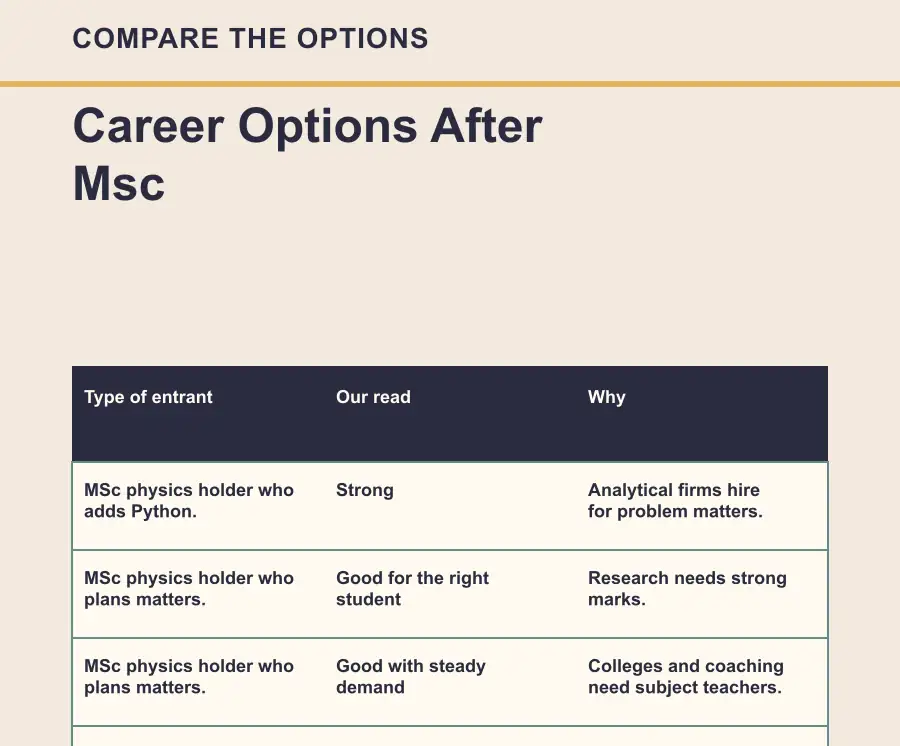 COMPARE THE OPTIONS
Career Options After
Msc
Type of entrant
Our read
Why
MSc physics holder who
adds Python.
Strong
Analytical firms hire
for problem matters.
MSc physics holder who
plans matters.
Good for the right
student
Research needs strong
marks.
MSc physics holder who
plans matters.
Good with steady
demand
Colleges and coaching
need subject teachers.